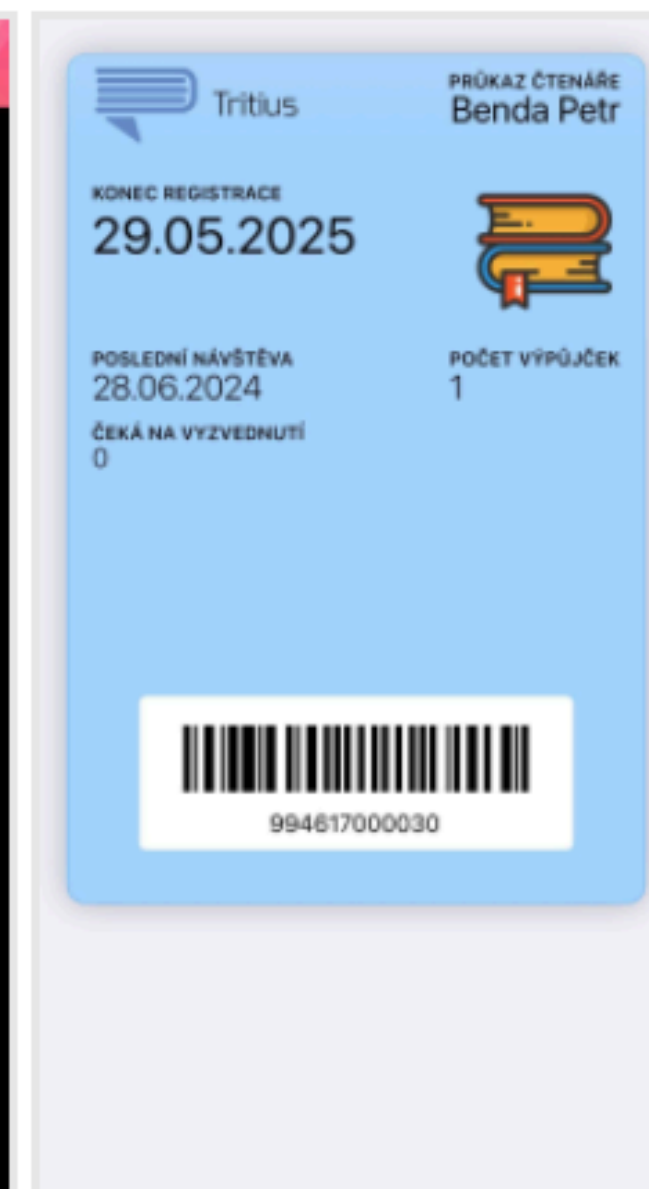 Tritius
PRŮKAZ ČTENÁŘE
Benda Petr
KONEC REGISTRACE
29.05.2025
POSLEDNÍ NÁVŠTĚVA
28.06.2024
POČET VÝPŮJČEK
1
ČEKÁ NA VYZVEDNUTÍ
0
994617000030